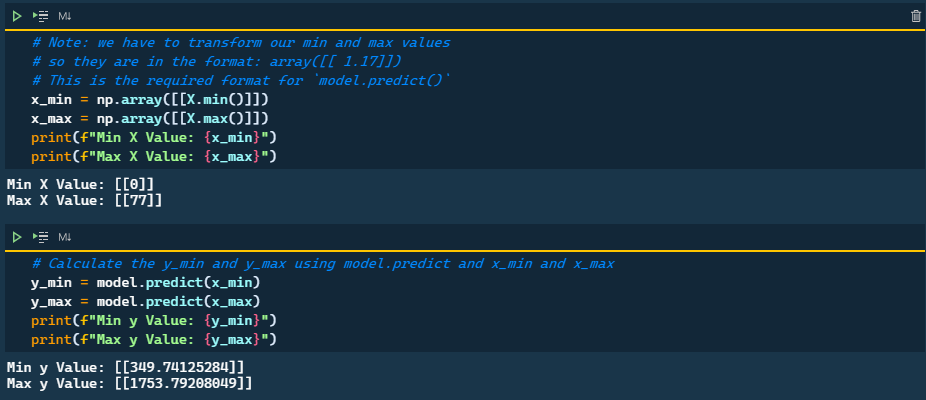 M↓
# Note: we have to transform our min and max values
# so they are in the format: array([[ 1.17]])
# This is the required format for `model.predict()`
x_min = np.array([[X.min()]])
x_max = np.array([[X.max()]])
print(f"Min X Value: {x_min}")
print(f"Max X Value: {x_max}")
Min X Value: [[0]]
Max X Value: [[77]]
M↓
# Calculate the y_min and y_max using model.predict and x_min and x_max
y_min = model.predict(x_min)
y_max = model.predict(x_max)
print(f"Min y Value: {y_min}")
print(f"Max y Value: {y_max}")
Min y Value: [[349.74125284]]
Max y Value: [[1753.79208049]]